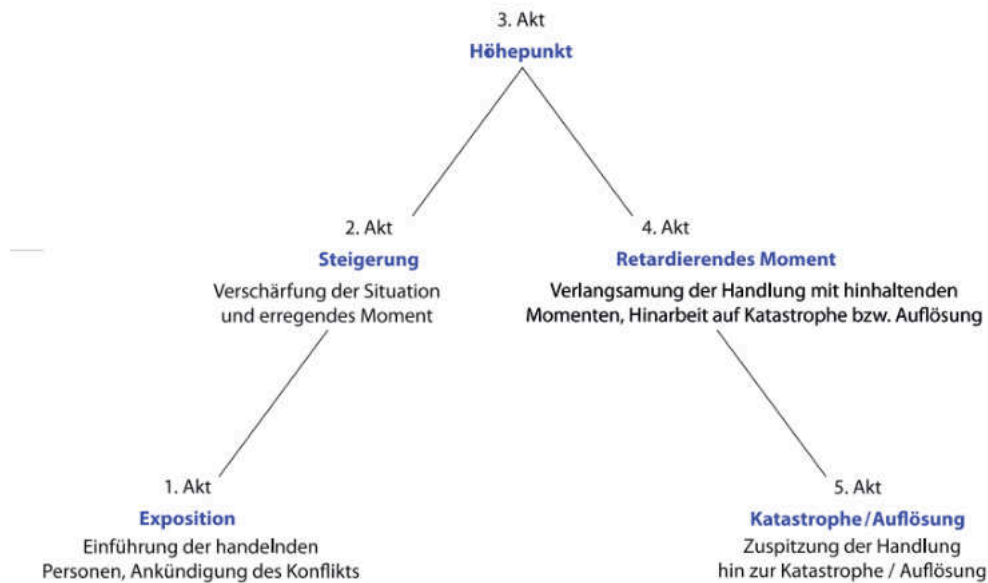 3. Akt
Höhepunkt
2. Akt
Steigerung
Verschärfung der Situation
und erregendes Moment
4. Akt
Retardierendes Moment
Verlangsamung der Handlung mit hinhaltenden
Momenten, Hinarbeit auf Katastrophe bzw. Auflösung
1. Akt
Exposition
Einführung der handelnden
Personen, Ankündigung des Konflikts
5. Akt
Katastrophe/Auflösung
Zuspitzung der Handlung
hin zur Katastrophe / Auflösung